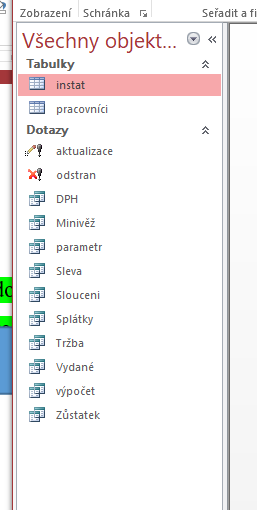 Zobrazení Schránka Seřadit a fi
Všechny objekt...
Tabulky
instat
pracovníci
Dotazy
aktualizace
odstran
DPH
Minivěž
parametr
Sleva
Slouceni
Splátky
Tržba
Vydané
výpočet
Zůstatek